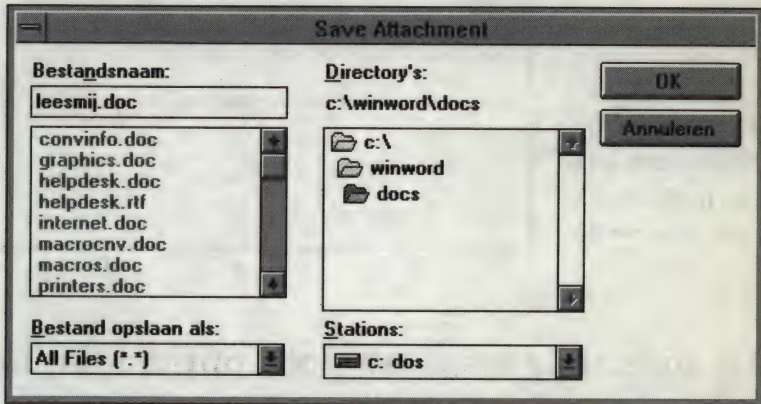 Save Attachment
Bestandsnaam:
leesmij.doc
convinfo.doc
graphics.doc
helpdesk.doc
helpdesk.rtf
internet.doc
macrocnv.doc
macros.doc
printers.doc
Bestand opslaan als:
All Files (*.*)
Directory's:
c:\winword\docs
c:\
winword
docs
Stations:
c: dos
OK
Annuleren